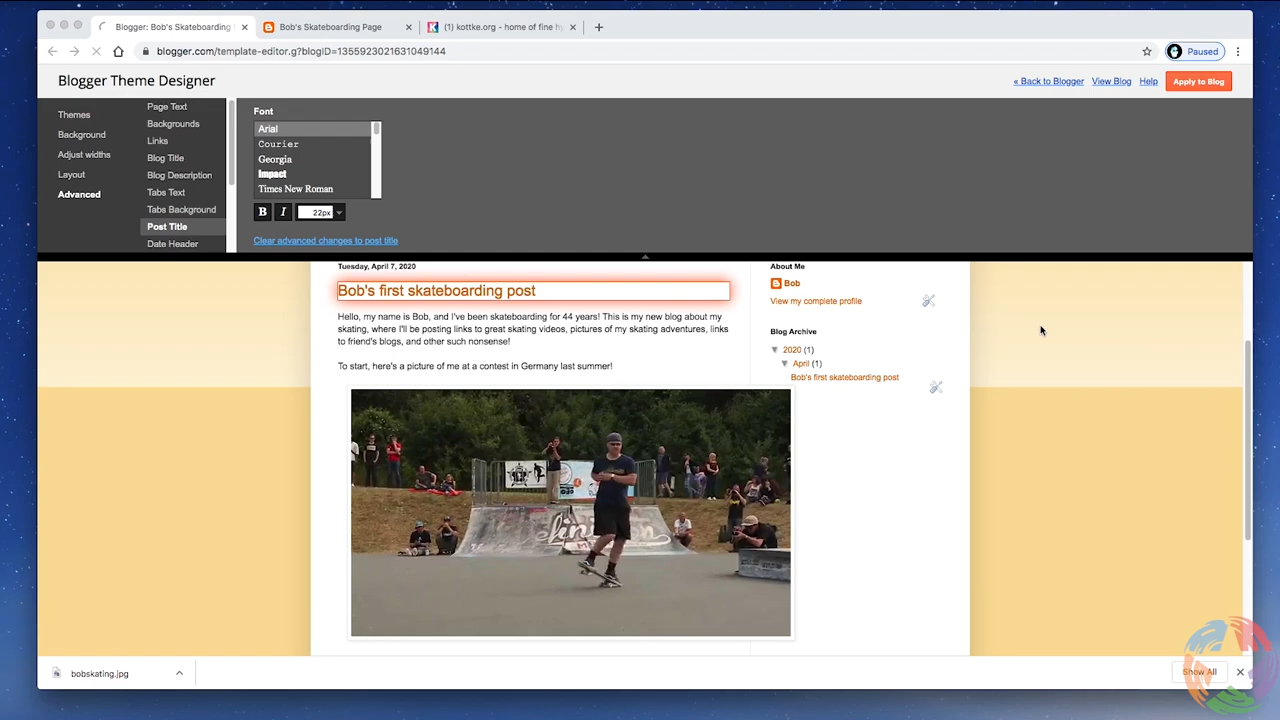 Blogger: Bob's Skateboarding
Bob's Skateboarding Page
(1) kottke.org - home of fine hy
blogger.com/template-editor.g?blogID=1355923021631049144
Paused
Blogger Theme Designer
« Back to Blogger
View Blog
Help
Apply to Blog
Themes
Background
Adjust widths
Layout
Advanced
Page Text
Backgrounds
Links
Blog Title
Blog Description
Tabs Text
Tabs Background
Post Title
Date Header
Font
Arial
Courier
Georgia
Impact
Times New Roman
B
I
22px
Clear advanced changes to post title
Tuesday, April 7, 2020
Bob's first skateboarding post
Hello, my name is Bob, and I've been skateboarding for 44 years! This is my new blog about my
skating, where I'll be posting links to great skating videos, pictures of my skating adventures, links
to friend's blogs, and other such nonsense!
To start, here's a picture of me at a contest in Germany last summer!
About Me
Bob
View my complete profile
Blog Archive
2020 (1)
April (1)
Bob's first skateboarding post
bobskating.jpg
Show All